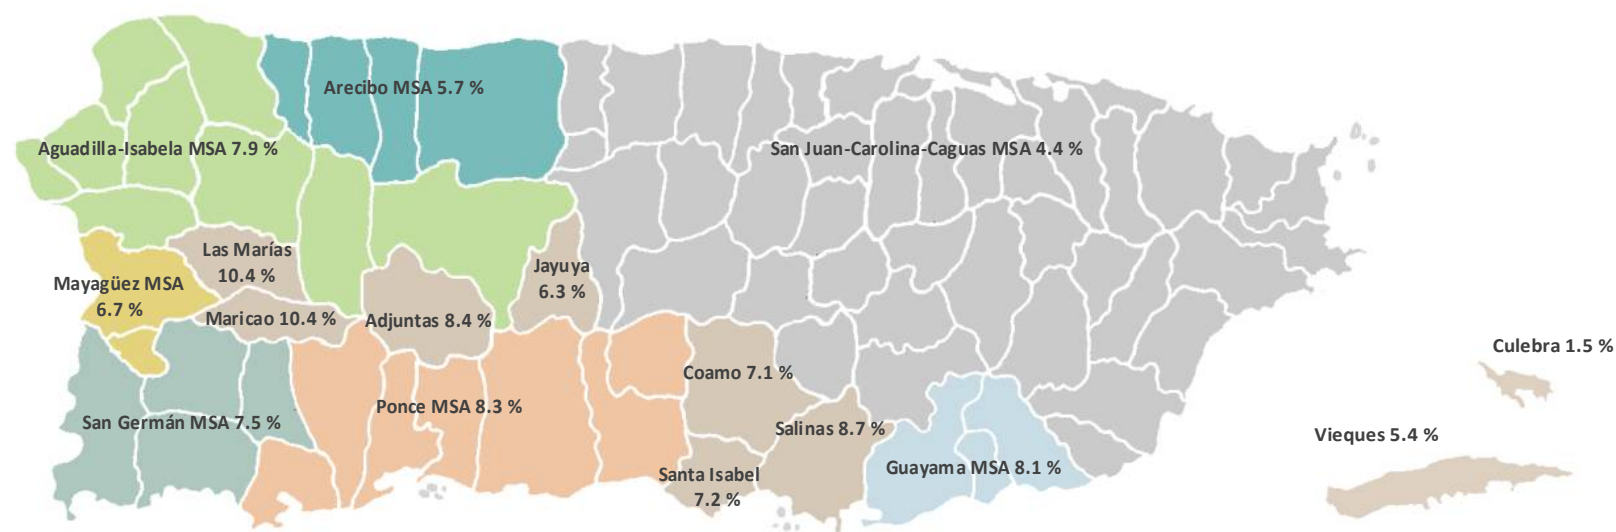 Arecibo MSA 5.7 %
Aguadilla-Isabela MSA 7.9 %
San Juan-Carolina-Caguas MSA 4.4 %
Las Marías
10.4 %
Jayuya
6.3 %
Mayagüez MSA
6.7 %
Maricao 10.4 %
Adjuntas 8.4 %
Culebra 1.5 %
Coamo 7.1 %
Ponce MSA 8.3 %
San Germán MSA 7.5 %
Salinas 8.7 %
Vieques 5.4 %
Guayama MSA 8.1 %
Santa Isabel
7.2 %